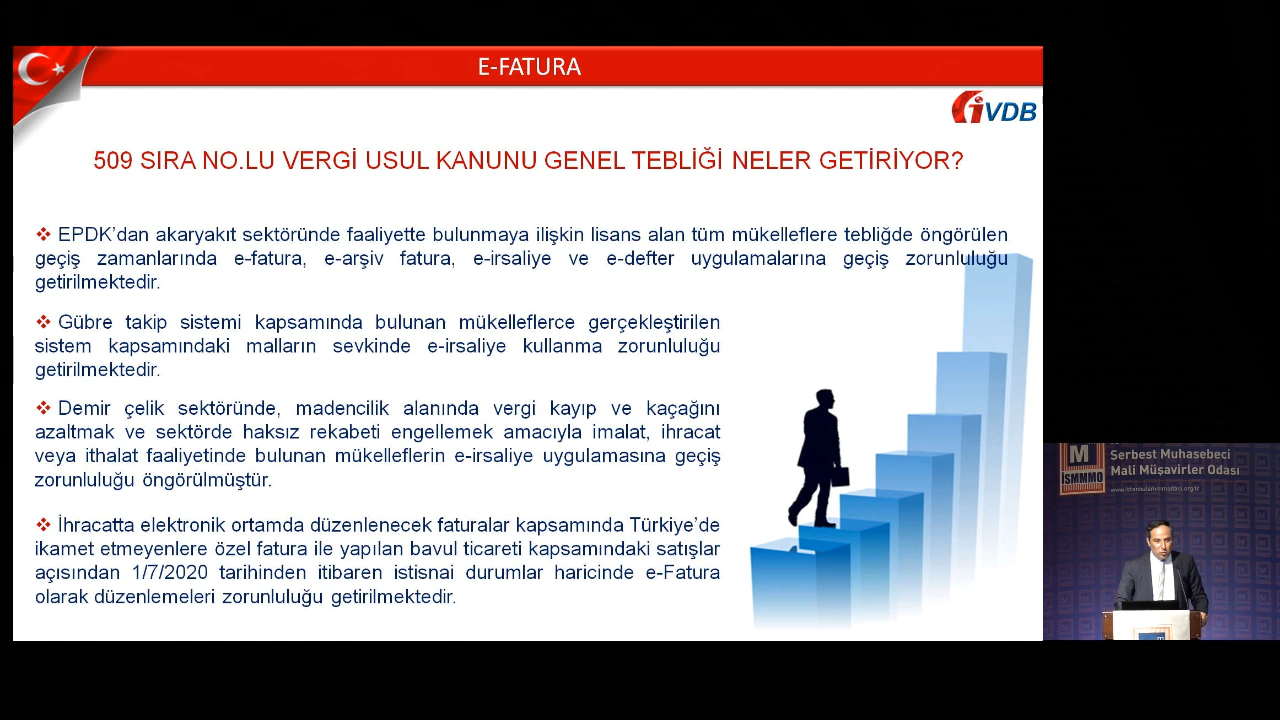 E-FATURA
iVDB
509 SIRA NO.LU VERGİ USUL KANUNU GENEL TEBLİĞİ NELER GETİRİYOR?
❖ EPDK’dan akaryakıt sektöründe faaliyette bulunmaya ilişkin lisans alan tüm mükelleflere tebliğde öngörülen
geçiş zamanlarında e-fatura, e-arşiv fatura, e-irsaliye ve e-defter uygulamalarına geçiş zorunluluğu
getirilmektedir.
❖ Gübre takip sistemi kapsamında bulunan mükelleflerce gerçekleştirilen
sistem kapsamındaki malların sevkinde e-irsaliye kullanma zorunluluğu
getirilmektedir.
❖ Demir çelik sektöründe, madencilik alanında vergi kayıp ve kaçağını
azaltmak ve sektörde haksız rekabeti engellemek amacıyla imalat, ihracat
veya ithalat faaliyetinde bulunan mükelleflerin e-irsaliye uygulamasına geçiş
zorunluluğu öngörülmüştür.
❖ İhracatta elektronik ortamda düzenlenecek faturalar kapsamında Türkiye’de
ikamet etmeyenlere özel fatura ile yapılan bavul ticareti kapsamındaki satışlar
açısından 1/7/2020 tarihinden itibaren istisnai durumlar haricinde e-Fatura
olarak düzenlemeleri zorunluluğu getirilmektedir.
M
İSMMMO
Serbest Muhasebeci
Mali Müşavirler Odası
www.istanbulsmmmodasi.org.tr